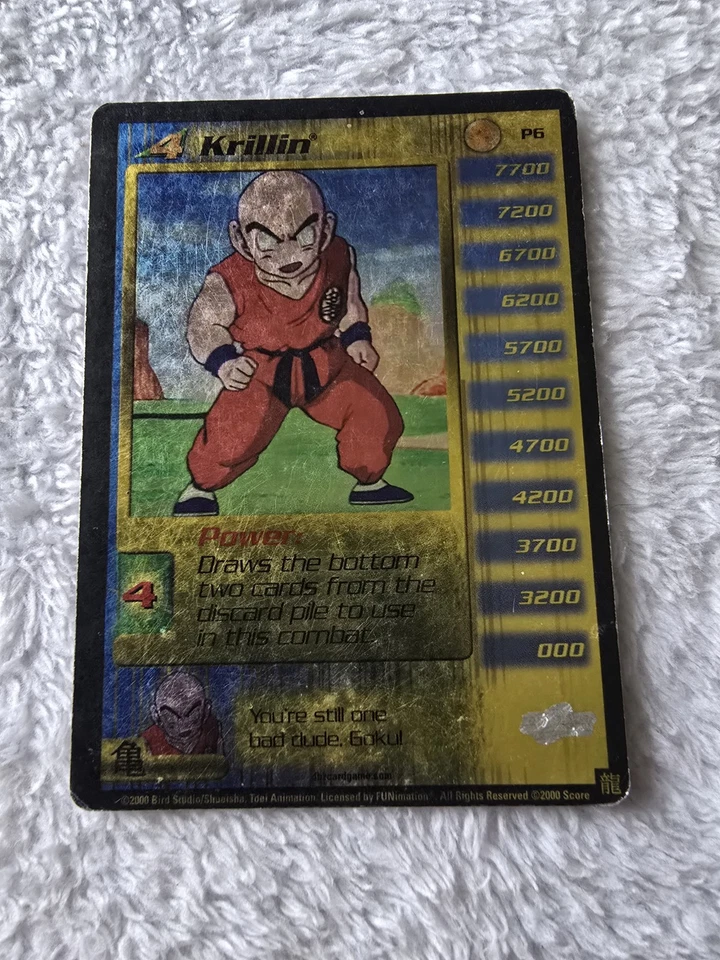 4 Krillin®
P6
7700
7200
6700
6200
5700
5200
4700
4200
3700
3200
000
Power:
Draws the bottom
two cards from the
discard pile to use
in this combat.
4
You're still one
bad dude, Goku!
亀
龍
dbzcardgame.com
©2000 Bird Studio/Shueisha, Toei Animation. Licensed by FUNimation®. All Rights Reserved ©2000 Score